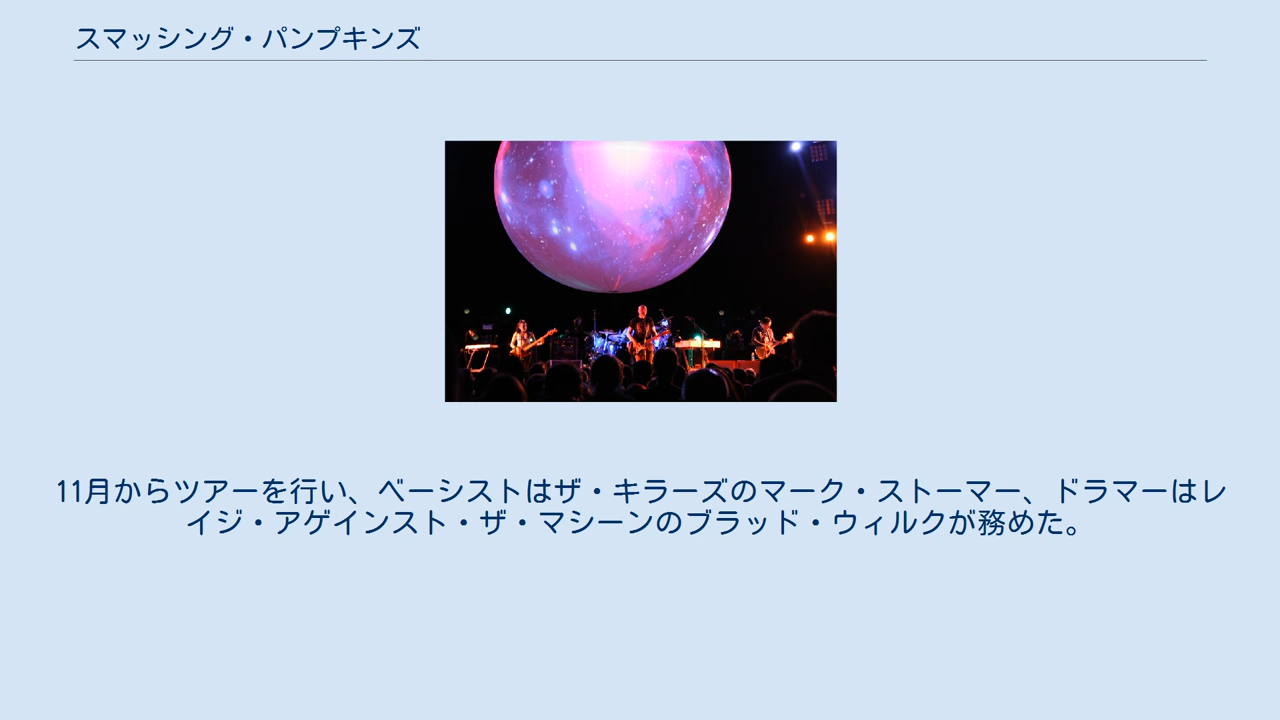 スマッシング・パンプキンズ
11月からツアーを行い、ベーシストはザ・キラーズのマーク・ストーマー、ドラマーはレ
イジ・アゲインスト・ザ・マシーンのブラッド・ウィルクが務めた。